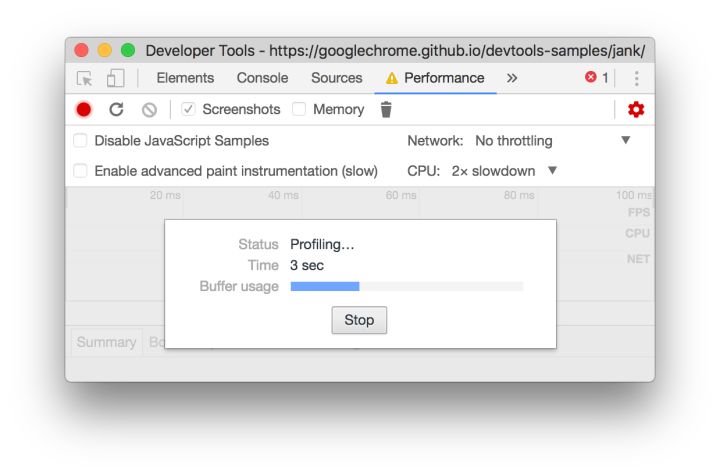 Developer Tools - https://googlechrome.github.io/devtools-samples/jank/
Elements Console Sources Performance » 1
Screenshots Memory
Disable JavaScript Samples Network: No throttling
Enable advanced paint instrumentation (slow) CPU: 2× slowdown
20 ms 40 ms 60 ms 80 ms 100 ms
FPS
CPU
NET
Status Profiling…
Time 3 sec
Buffer usage
Stop
Summary